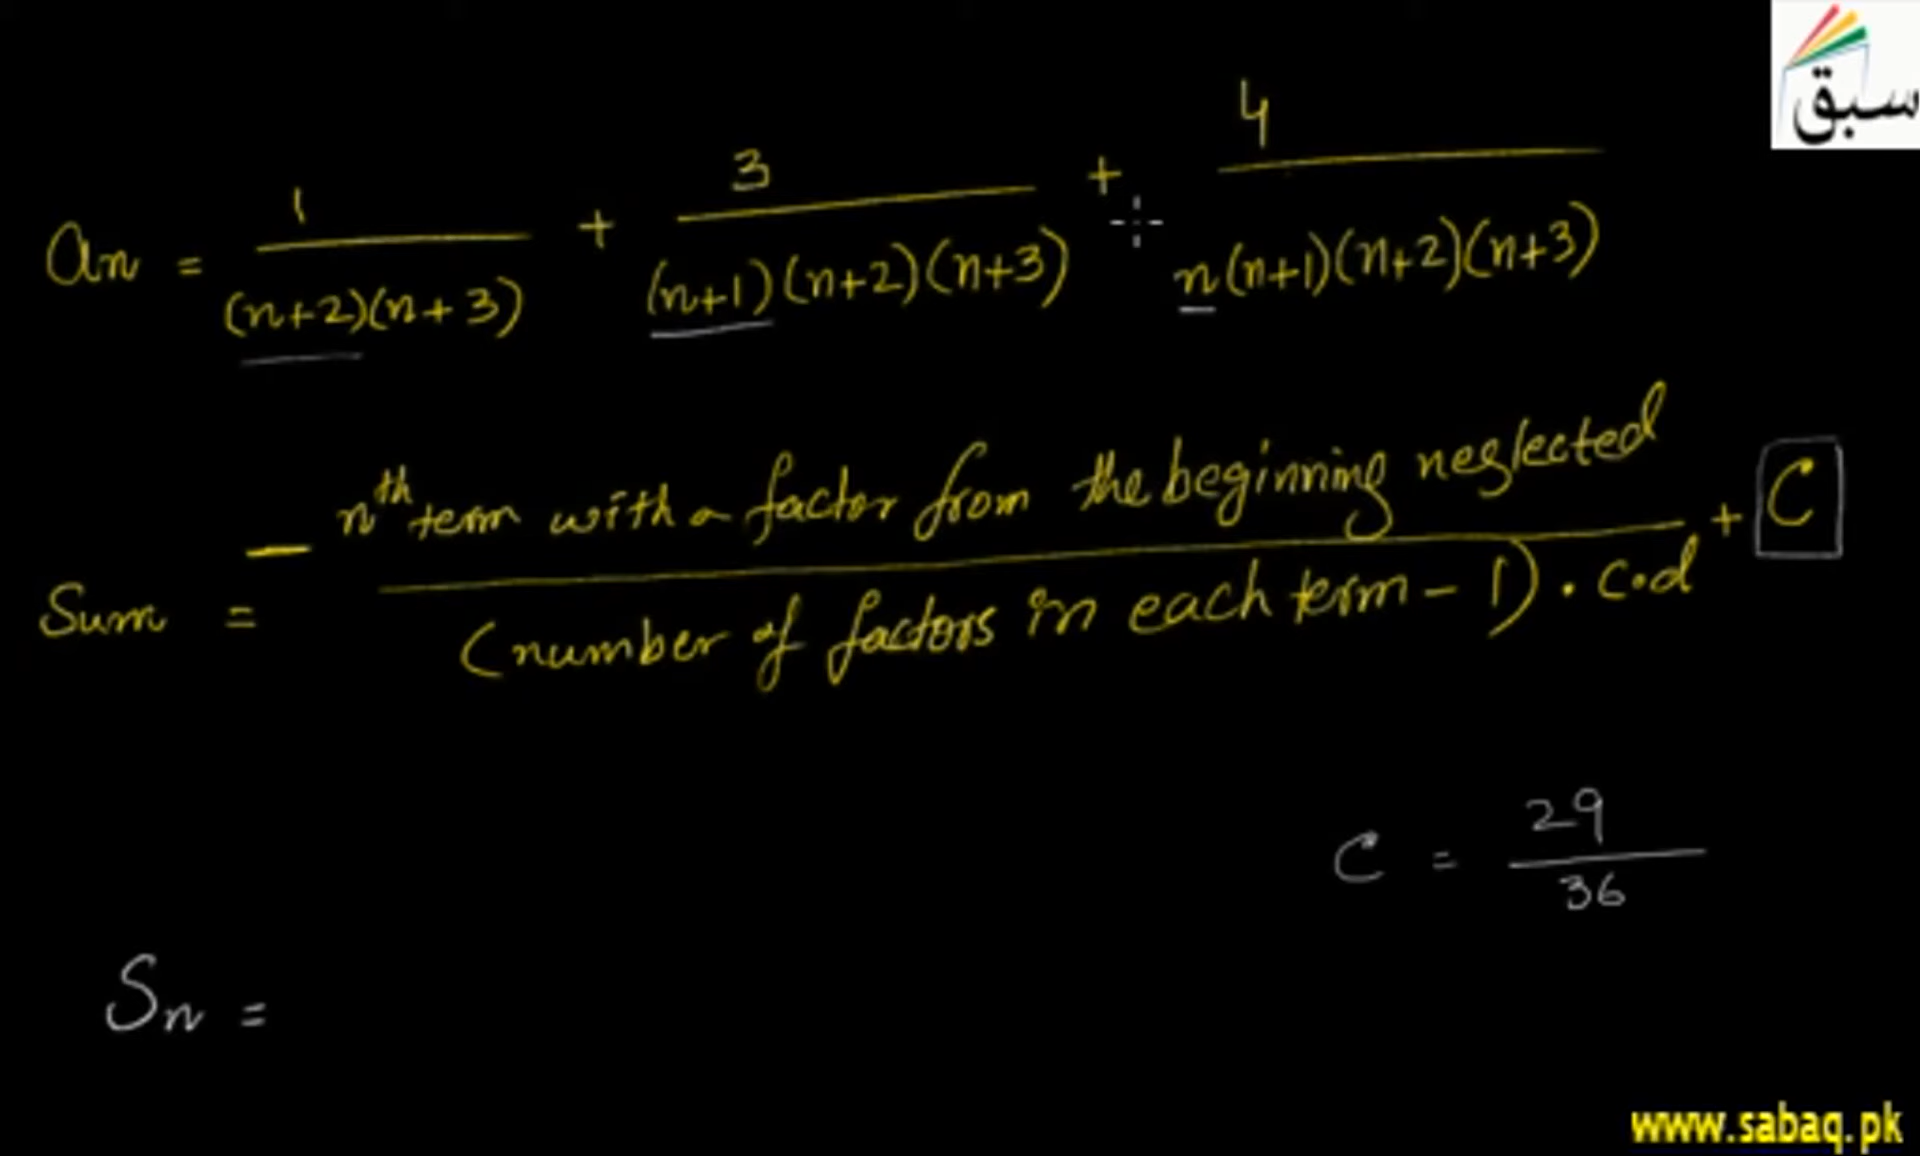 سبق
an = 1/((n+2)(n+3)) + 3/((n+1)(n+2)(n+3)) + 4/(n(n+1)(n+2)(n+3))
Sum = - nth term with a factor from the beginning neglected / (number of factors in each term - 1) . c.d + C
C = 29/36
Sn =
www.sabaq.pk